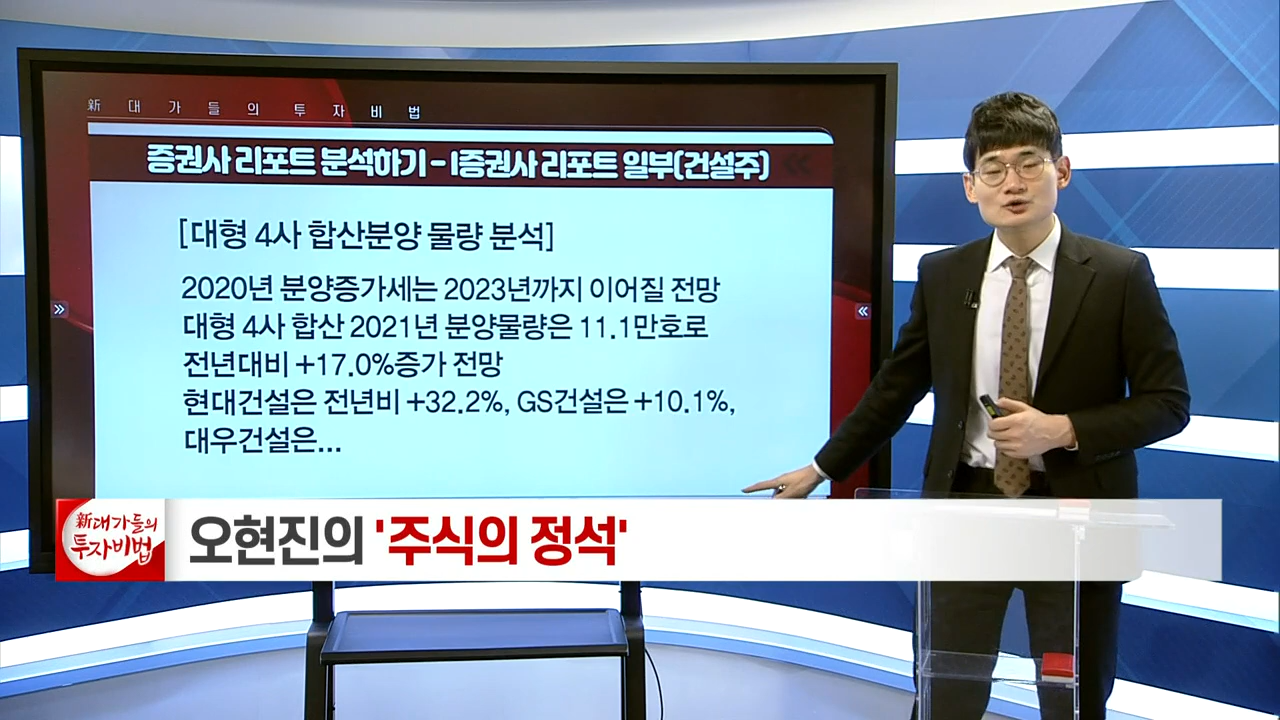 新 대 가 들 의 투 자 비 법
증권사 리포트 분석하기 - I증권사 리포트 일부(건설주)
[대형 4사 합산분양 물량 분석]
2020년 분양증가세는 2023년까지 이어질 전망
대형 4사 합산 2021년 분양물량은 11.1만호로
전년대비 +17.0%증가 전망
현대건설은 전년비 +32.2%, GS건설은 +10.1%,
대우건설은...
新대가들의
투자비법
오현진의 '주식의 정석'